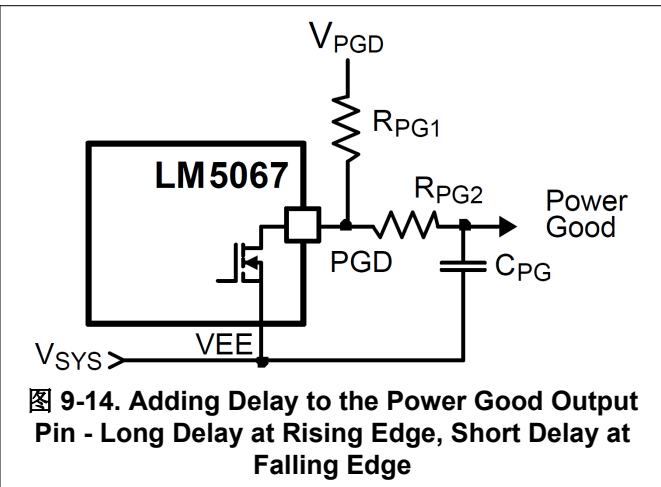 VPGD
RPG1
LM5067
RPG2
Power
Good
PGD
CPG
VEE
VSYS
图 9-14. Adding Delay to the Power Good Output
Pin - Long Delay at Rising Edge, Short Delay at
Falling Edge